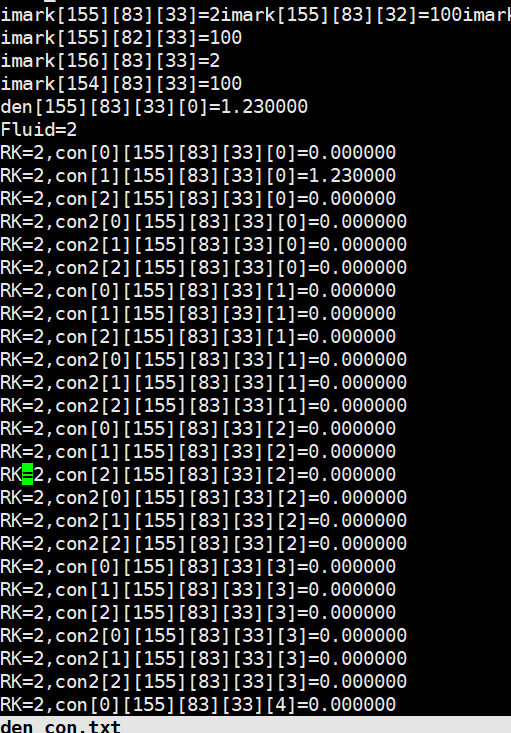 imark[155][83][33]=2imark[155][83][32]=100imark
imark[155][82][33]=100
imark[156][83][33]=2
imark[154][83][33]=100
den[155][83][33][0]=1.230000
Fluid=2
RK=2,con[0][155][83][33][0]=0.000000
RK=2,con[1][155][83][33][0]=1.230000
RK=2,con[2][155][83][33][0]=0.000000
RK=2,con2[0][155][83][33][0]=0.000000
RK=2,con2[1][155][83][33][0]=0.000000
RK=2,con2[2][155][83][33][0]=0.000000
RK=2,con[0][155][83][33][1]=0.000000
RK=2,con[1][155][83][33][1]=0.000000
RK=2,con[2][155][83][33][1]=0.000000
RK=2,con2[0][155][83][33][1]=0.000000
RK=2,con2[1][155][83][33][1]=0.000000
RK=2,con2[2][155][83][33][1]=0.000000
RK=2,con[0][155][83][33][2]=0.000000
RK=2,con[1][155][83][33][2]=0.000000
RK=2,con[2][155][83][33][2]=0.000000
RK=2,con2[0][155][83][33][2]=0.000000
RK=2,con2[1][155][83][33][2]=0.000000
RK=2,con2[2][155][83][33][2]=0.000000
RK=2,con[0][155][83][33][3]=0.000000
RK=2,con[1][155][83][33][3]=0.000000
RK=2,con[2][155][83][33][3]=0.000000
RK=2,con2[0][155][83][33][3]=0.000000
RK=2,con2[1][155][83][33][3]=0.000000
RK=2,con2[2][155][83][33][3]=0.000000
RK=2,con[0][155][83][33][4]=0.000000
den_con.txt